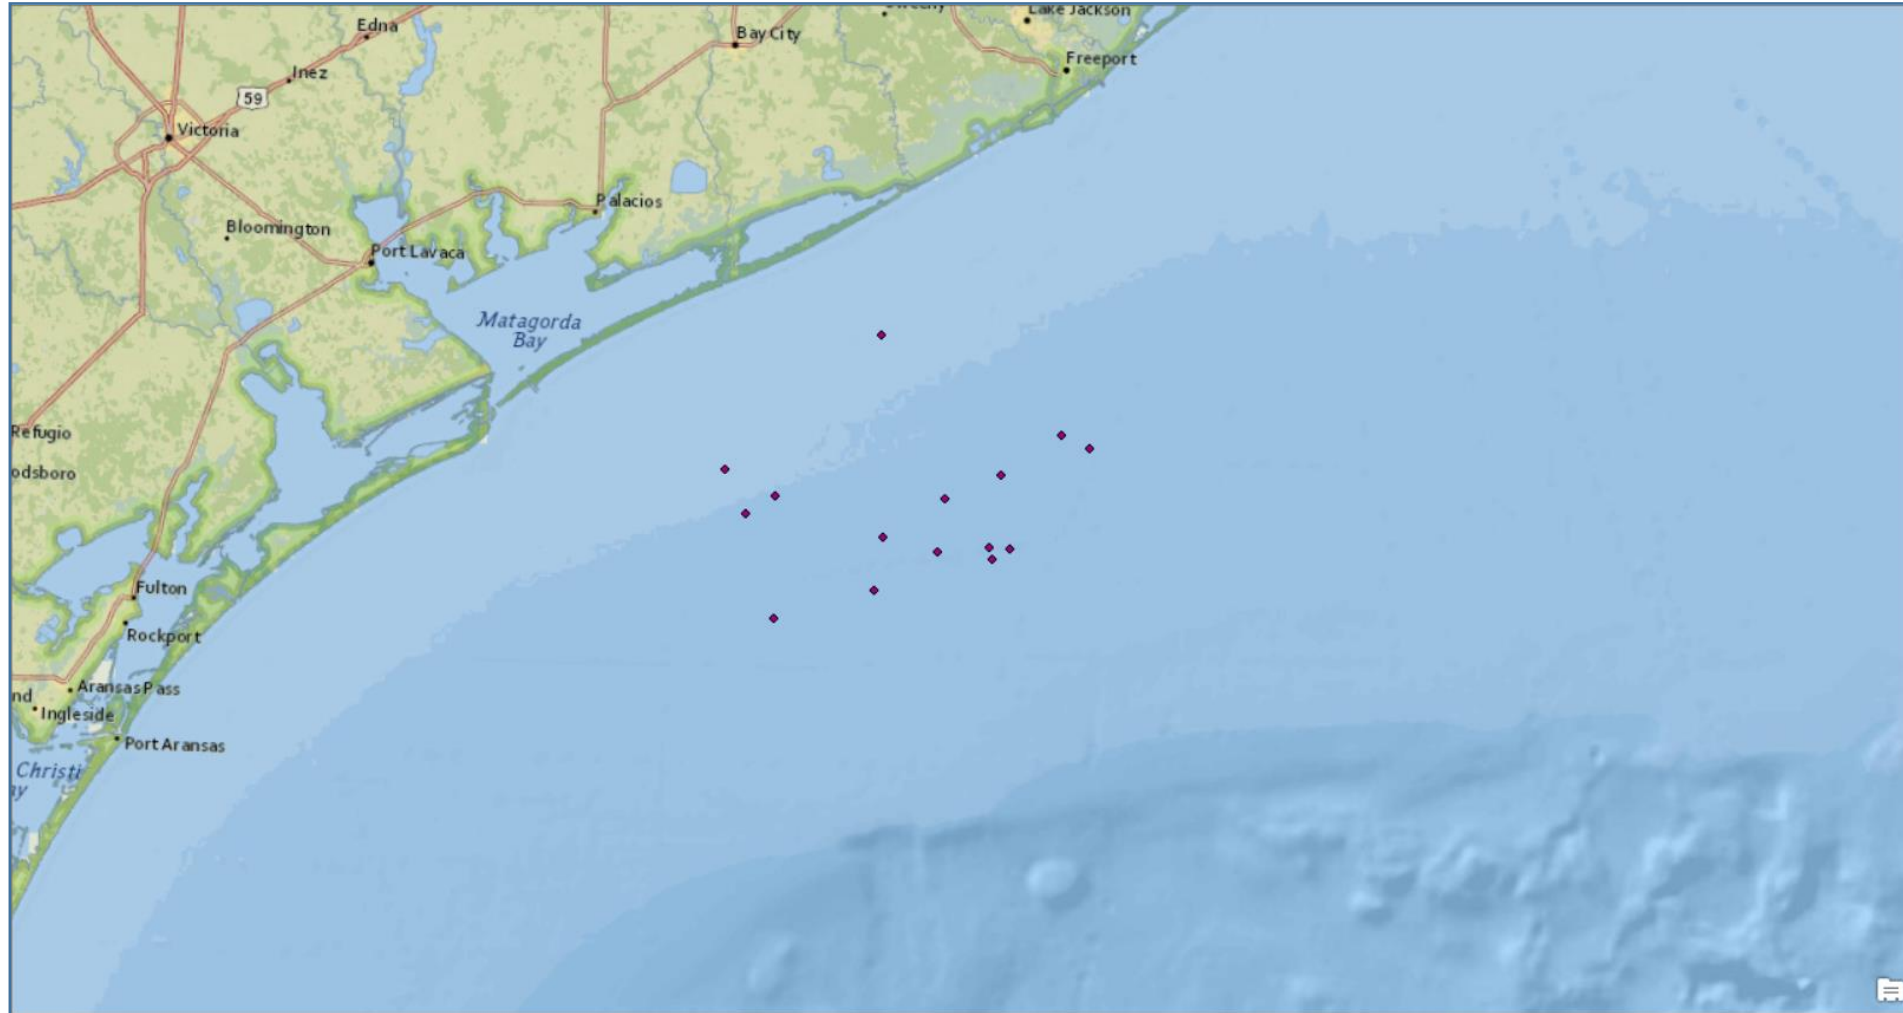 Edna
Bay City
Lake Jackson
Freeport
Inez
59
Victoria
Palacios
Bloomington
Port Lavaca
Matagorda
Bay
Refugio
odsboro
Fulton
Rockport
Aransas Pass
nd
Ingleside
Port Aransas
Christi
ay